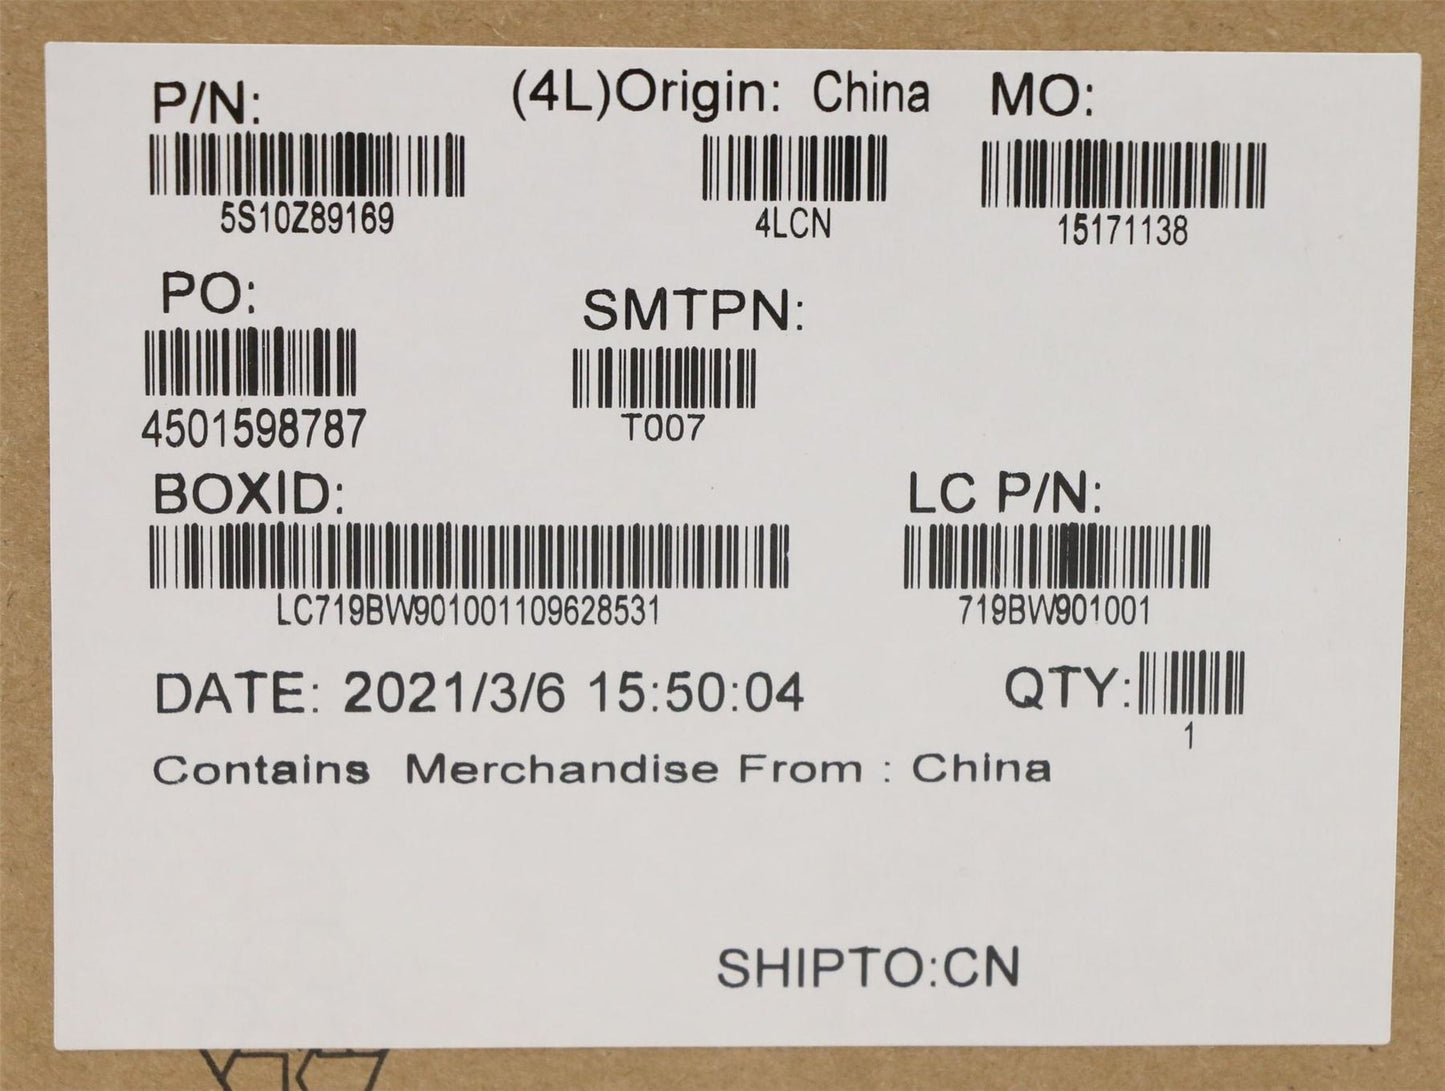 P/N: (4L)Origin: China MO:
5S10Z89169 4LCN 15171138
PO: SMTPN:
4501598787 T007
BOXID: LC P/N:
LC719BW901001109628531 719BW901001
DATE: 2021/3/6 15:50:04 QTY:
1
Contains Merchandise From : China
SHIPTO:CN